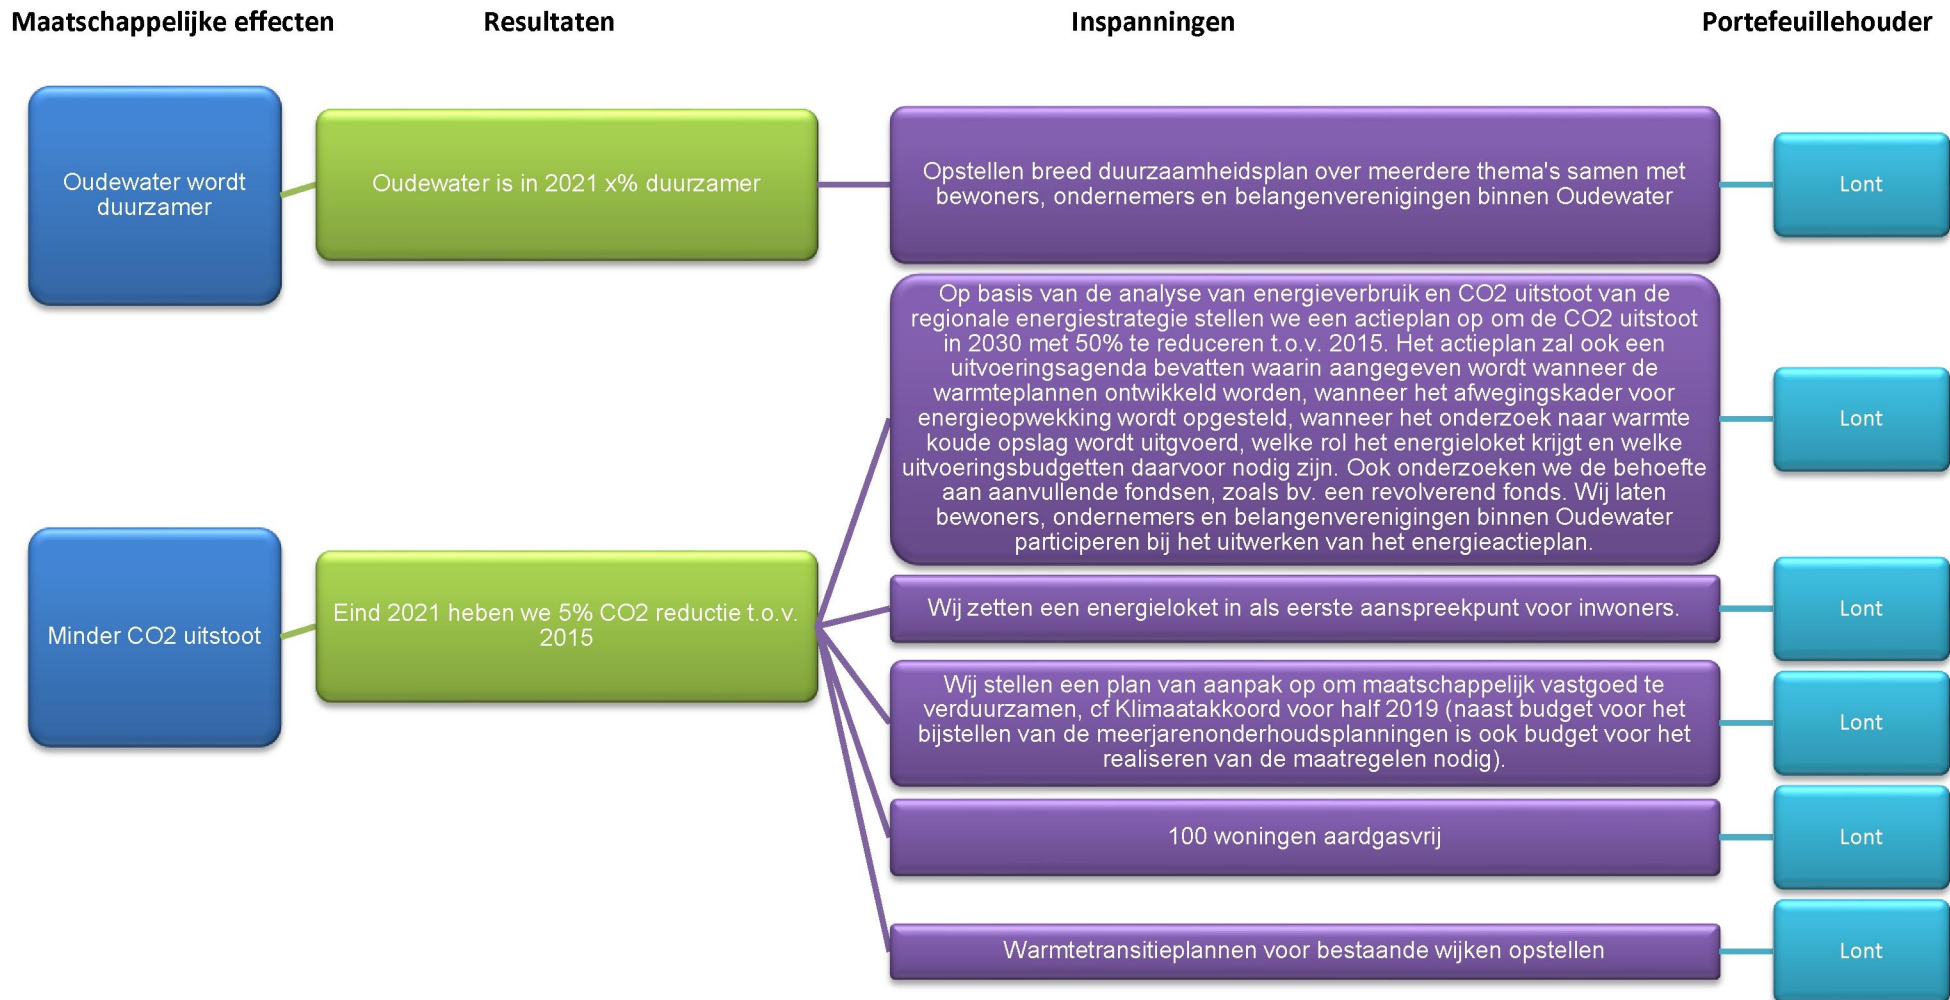 Maatschappelijke effecten
Resultaten
Inspanningen
Portefeuillehouder
Oudewater wordt
duurzamer
Oudewater is in 2021 x% duurzamer
Opstellen breed duurzaamheidsplan over meerdere thema's samen met
bewoners, ondernemers en belangenverenigingen binnen Oudewater
Lont
Minder CO2 uitstoot
Eind 2021 heben we 5% CO2 reductie t.o.v.
2015
Op basis van de analyse van energieverbruik en CO2 uitstoot van de
regionale energiestrategie stellen we een actieplan op om de CO2 uitstoot
in 2030 met 50% te reduceren t.o.v. 2015. Het actieplan zal ook een
uitvoeringsagenda bevatten waarin aangegeven wordt wanneer de
warmteplannen ontwikkeld worden, wanneer het afwegingskader voor
energieopwekking wordt opgesteld, wanneer het onderzoek naar warmte
koude opslag wordt uitgvoerd, welke rol het energieloket krijgt en welke
uitvoeringsbudgetten daarvoor nodig zijn. Ook onderzoeken we de behoefte
aan aanvullende fondsen, zoals bv. een revolverend fonds. Wij laten
bewoners, ondernemers en belangenverenigingen binnen Oudewater
participeren bij het uitwerken van het energieactieplan.
Lont
Wij zetten een energieloket in als eerste aanspreekpunt voor inwoners.
Lont
Wij stellen een plan van aanpak op om maatschappelijk vastgoed te
verduurzamen, cf Klimaatakkoord voor half 2019 (naast budget voor het
bijstellen van de meerjarenonderhoudsplanningen is ook budget voor het
realiseren van de maatregelen nodig).
Lont
100 woningen aardgasvrij
Lont
Warmtetransitieplannen voor bestaande wijken opstellen
Lont